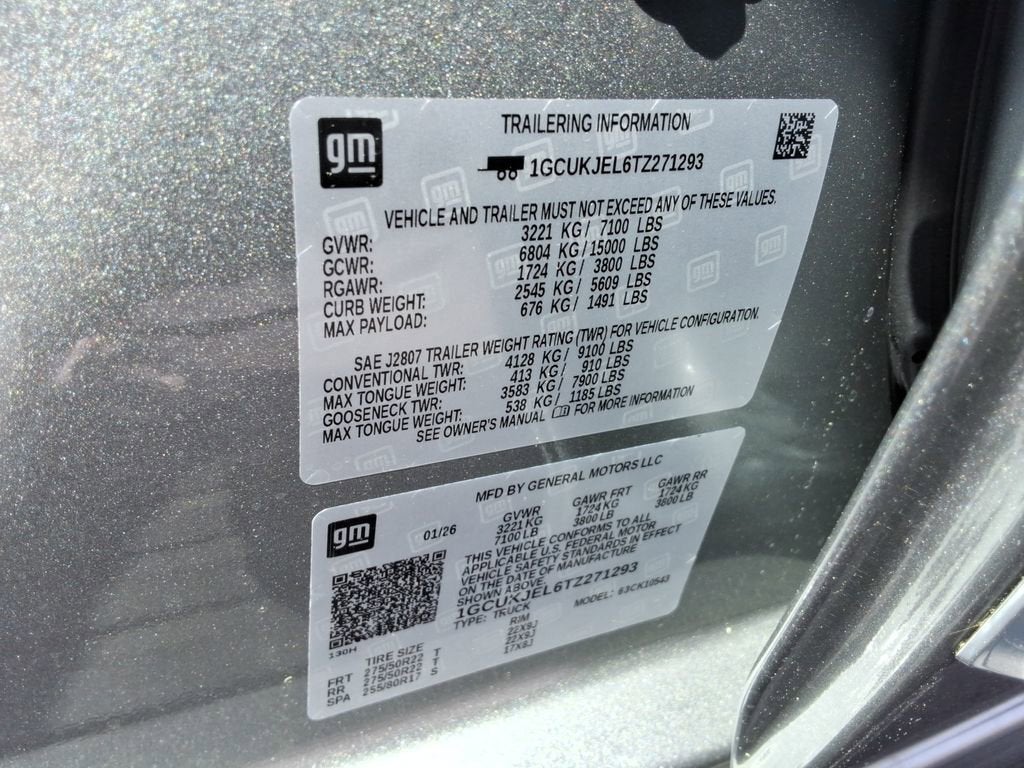 gm
TRAILERING INFORMATION
1GCUKJEL6TZ271293
VEHICLE AND TRAILER MUST NOT EXCEED ANY OF THESE VALUES.
GVWR: 3221 KG/ 7100 LBS
GCWR: 6804 KG/ 15000 LBS
RGAWR: 1724 KG/ 3800 LBS
CURB WEIGHT: 2545 KG/ 5609 LBS
MAX PAYLOAD: 676 KG/ 1491 LBS
SAE J2807 TRAILER WEIGHT RATING (TWR) FOR VEHICLE CONFIGURATION.
CONVENTIONAL TWR: 4128 KG/ 9100 LBS
MAX TONGUE WEIGHT: 413 KG/ 910 LBS
GOOSENECK TWR: 3583 KG/ 7900 LBS
MAX TONGUE WEIGHT: 538 KG/ 1185 LBS
SEE OWNER'S MANUAL FOR MORE INFORMATION
gm
MFD BY GENERAL MOTORS LLC
01/26 GVWR GAWR FRT GAWR RR
3221 KG 1724 KG 1724 KG
7100 LB 3800 LB 3800 LB
THIS VEHICLE CONFORMS TO ALL
APPLICABLE U.S. FEDERAL MOTOR
VEHICLE SAFETY STANDARDS IN EFFECT
ON THE DATE OF MANUFACTURE
SHOWN ABOVE.
1GCUKJEL6TZ271293
TYPE: TRUCK MODEL: 63CK10543
130H
TIRE SIZE RIM
FRT 275/50R22 T 22X9J
RR 275/50R22 T 22X9J
SPA 255/80R17 S 17X8J